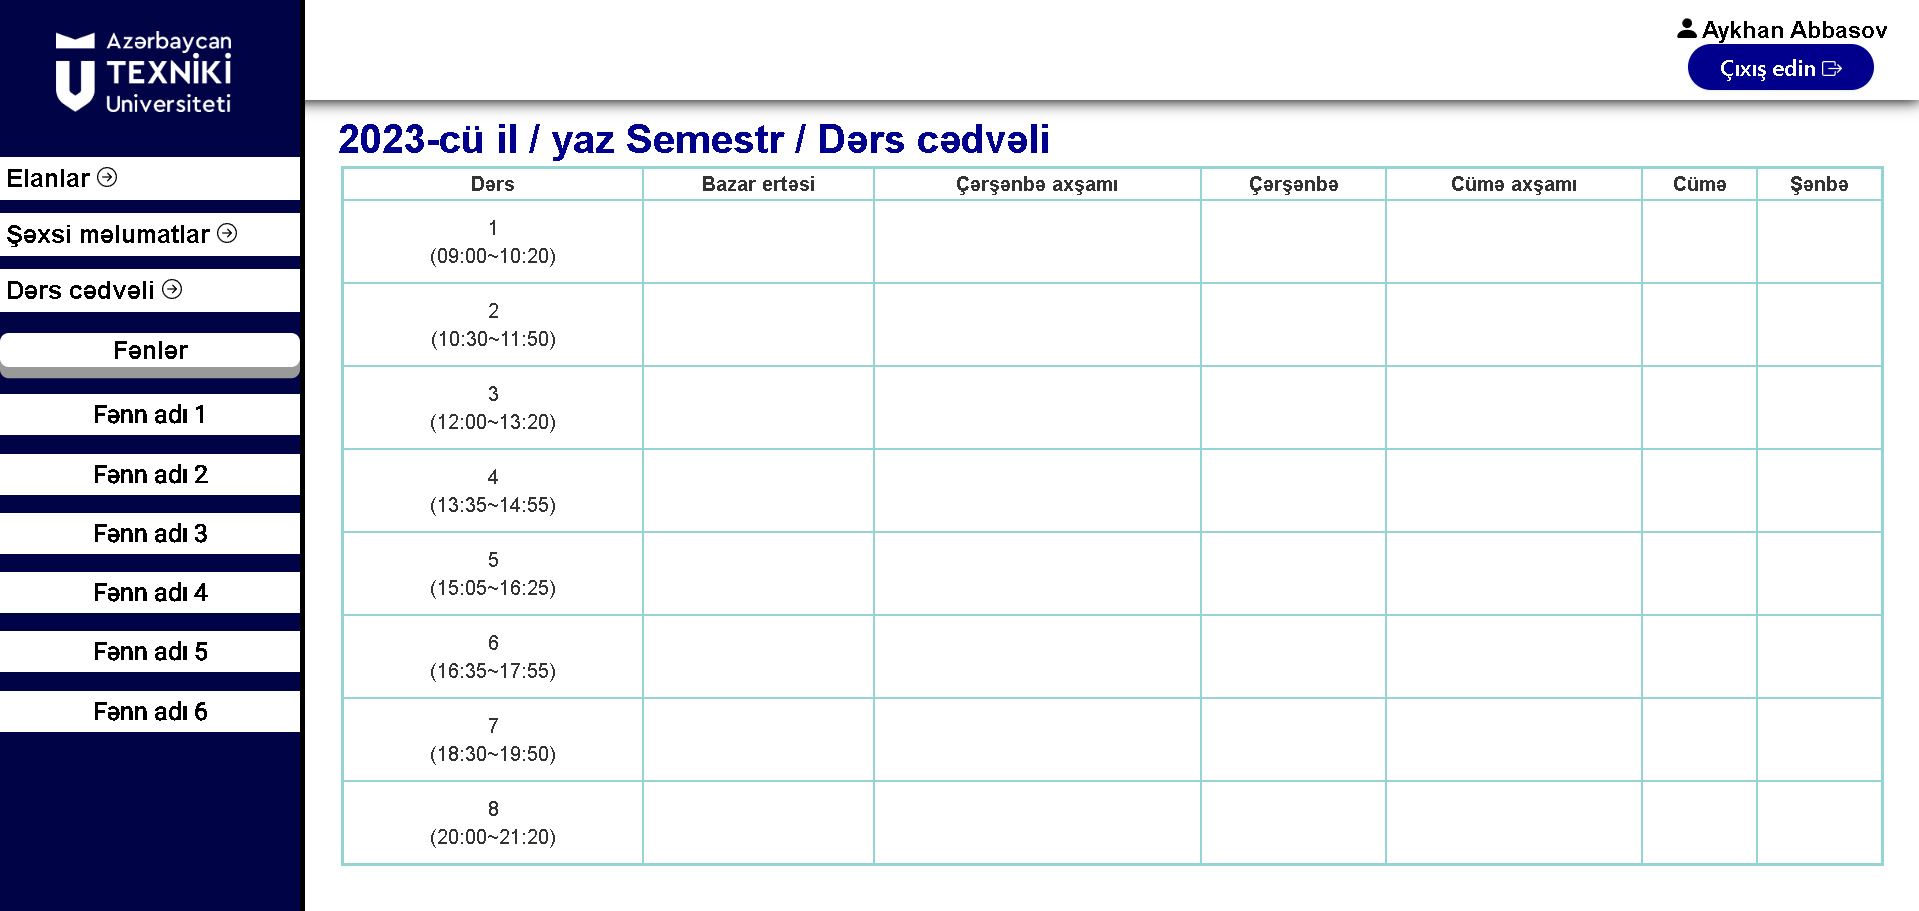 Azərbaycan
TEXNİKİ
Universiteti
Aykhan Abbasov
Çıxış edin
Elanlar
Şəxsi məlumatlar
Dərs cədvəli
Fənlər
Fənn adı 1
Fənn adı 2
Fənn adı 3
Fənn adı 4
Fənn adı 5
Fənn adı 6
2023-cü il / yaz Semestr / Dərs cədvəli
Dərs Bazar ertəsi Çərşənbə axşamı Çərşənbə Cümə axşamı Cümə Şənbə
1
(09:00~10:20)
2
(10:30~11:50)
3
(12:00~13:20)
4
(13:35~14:55)
5
(15:05~16:25)
6
(16:35~17:55)
7
(18:30~19:50)
8
(20:00~21:20)